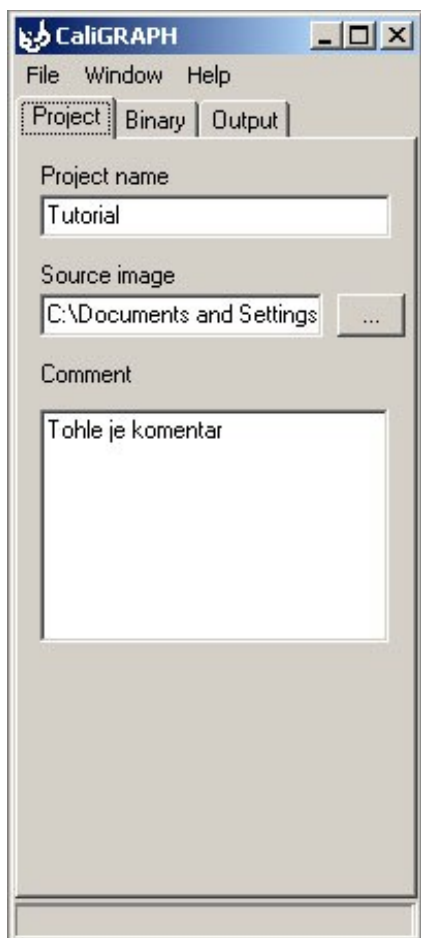 CaliGRAPH
File Window Help
Project Binary Output
Project name
Tutorial
Source image
C:\Documents and Settings ...
Comment
Tohle je komentar